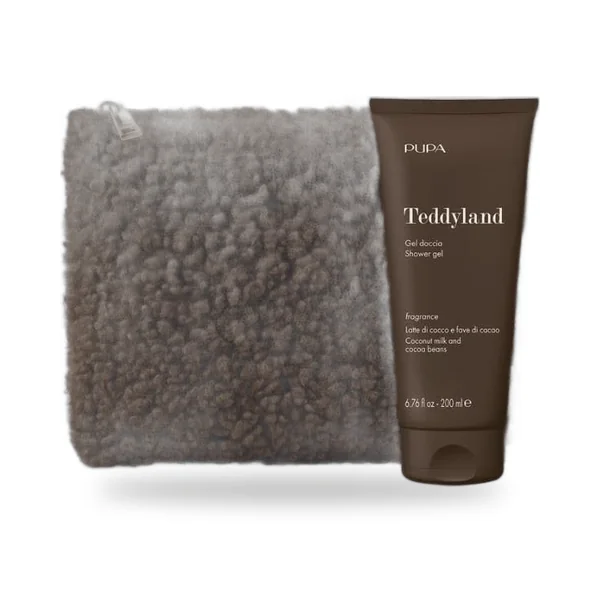 PUPA
Teddyland
Gel doccia
Shower gel
fragrance
Latte di cocco e fave di cacao
Coconut milk and
cocoa beans
6.76 fl oz - 200 ml ℮